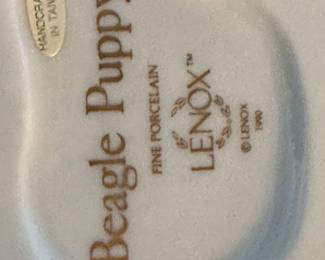 HANDCRA
IN TAIW
Beagle Puppy
FINE PORCELAIN
LENOX™
© LENOX
1990